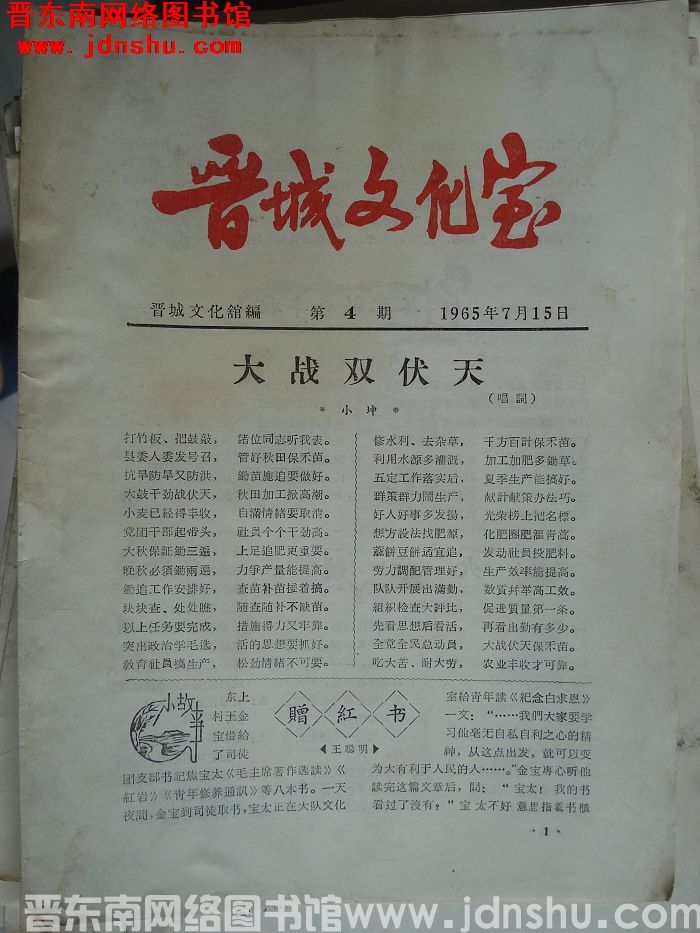 晋东南网络图书馆
www.jdnshu.com
晋城文化室
晋城文化舘編 第 4 期 1965年7月15日
大战双伏天
（唱詞）
* 小珅 *
打竹板、把鼓敲， 諸位同志听我表。
县委人委发号召， 管好秋田保禾苗。
抗旱防旱又防洪， 鋤苗施追要做好。
大鼓干劲战伏天， 秋田加工掀高潮。
小麦已經得丰收， 自滿情緒要取消。
党团干部起带头， 社員个个干劲高。
大秋保証鋤三遍， 上足追肥更重要。
晚秋必須鋤兩遍， 力爭产量能提高。
鋤追工作安排好， 查苗补苗接着搞。
块块查、处处瞧， 随查随补不缺苗。
以上任务要完成， 措施得力又牢靠。
突出政治学毛选， 活的思想要抓好。
敎育社員搞生产， 松劲情緒不可要。
修水利、去杂草， 千方百計保禾苗。
利用水源多灌溉， 加工加肥多鋤草。
五定工作落实后， 夏季生产能搞好。
群策群力鬧生产， 献計献策办法巧。
好人好事多发揚， 光荣榜上把名標。
想方設法找肥源， 化肥圈肥漚青蒿。
蔴餅豆餅适宜追， 发动社員投肥料。
劳力調配管理好， 生产效率能提高。
队队开展出滿勤， 数質幷举高工效。
組织检查大評比， 促进質量第一条。
先看思想后看活， 再看出勤有多少。
全党全民总动員， 大战伏天保禾苗。
吃大苦、耐大劳， 农业丰收才可靠。
小故事
贈紅书
◀王聪明▶
东上
村王金
宝借給
了司徒
团支部书記焦宝太《毛主席著作选讀》《
紅岩》《青年修养通訊》等八本书。一天
夜間，金宝到司徒取书，宝太正在大队文化
室給青年讀《紀念白求恩》
一文：“……我們大家要学
习他毫无自私自利之心的精
神，从这点出发，就可以变
为大有利于人民的人……。”金宝專心听他
讀完这篇文章后，問：“宝太！我的书
看过了沒有？”宝太不好意思指着书櫃
· 1 ·
晋东南网络图书馆www.jdnshu.com